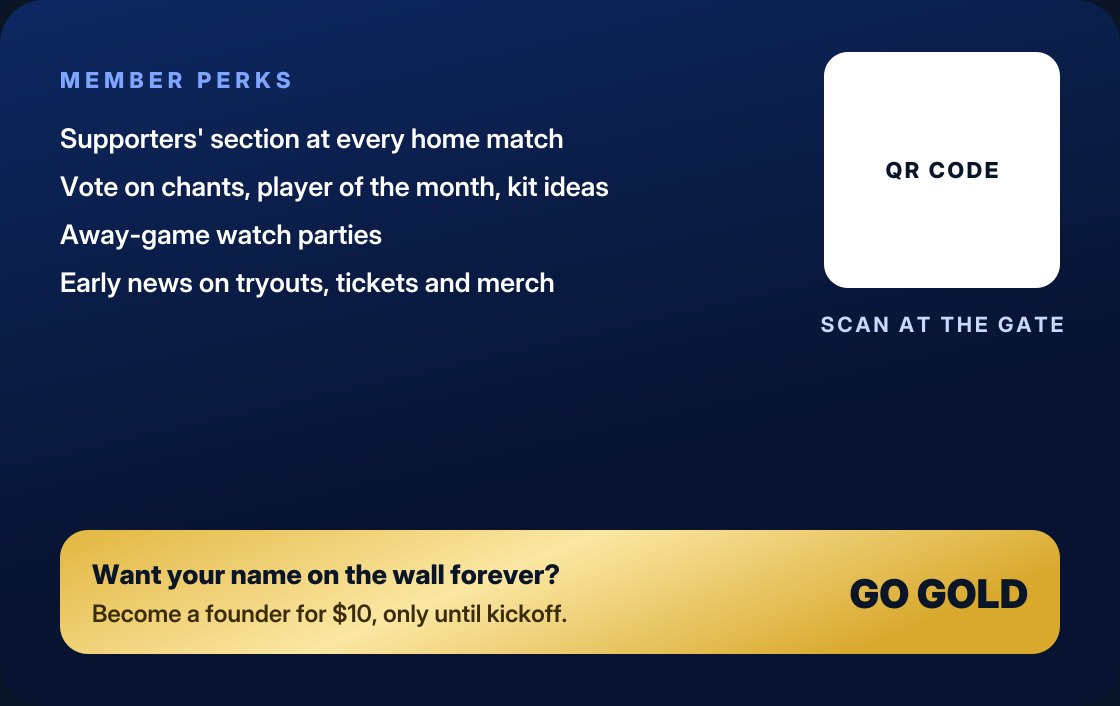 MEMBER PERKS
Supporters' section at every home match
Vote on chants, player of the month, kit ideas
Away-game watch parties
Early news on tryouts, tickets and merch
QR CODE
SCAN AT THE GATE
Want your name on the wall forever?
Become a founder for $10, only until kickoff.
GO GOLD